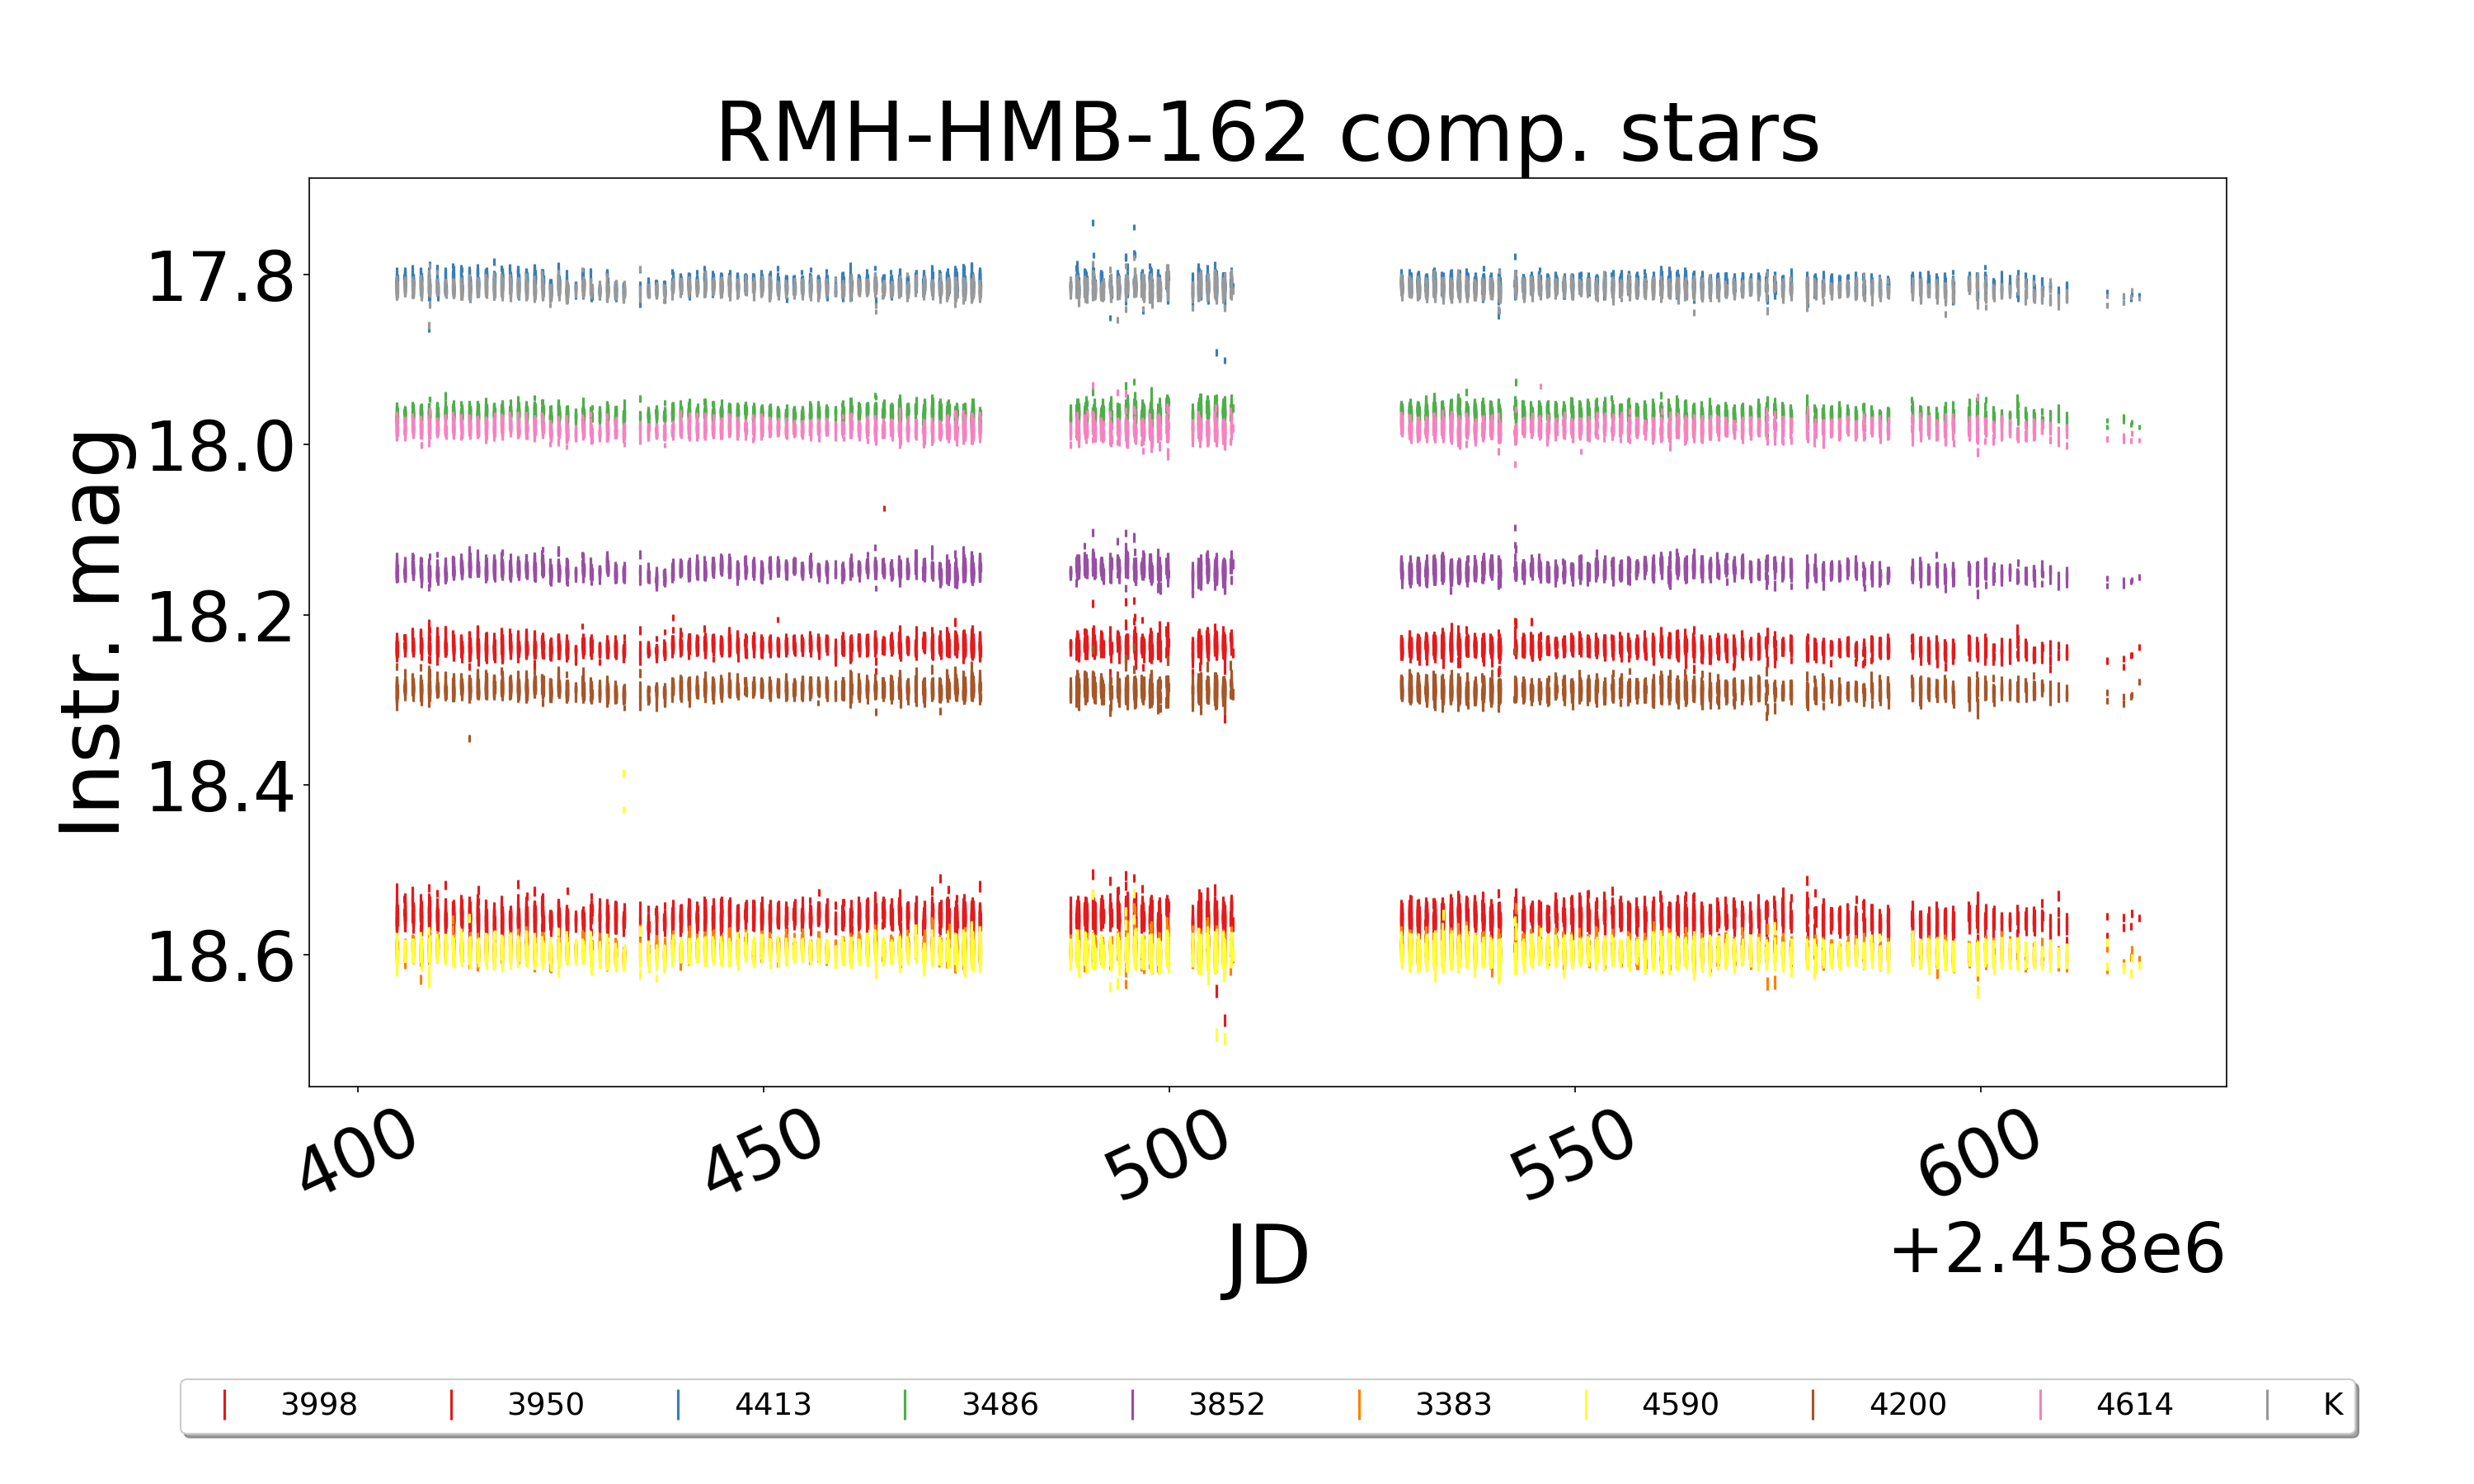 RMH-HMB-162 comp. stars
Instr. mag
17.8
18.0
18.2
18.4
18.6
400 450 500 550 600
JD
+2.458e6
3998 3950 4413 3486 3852 3383 4590 4200 4614 K